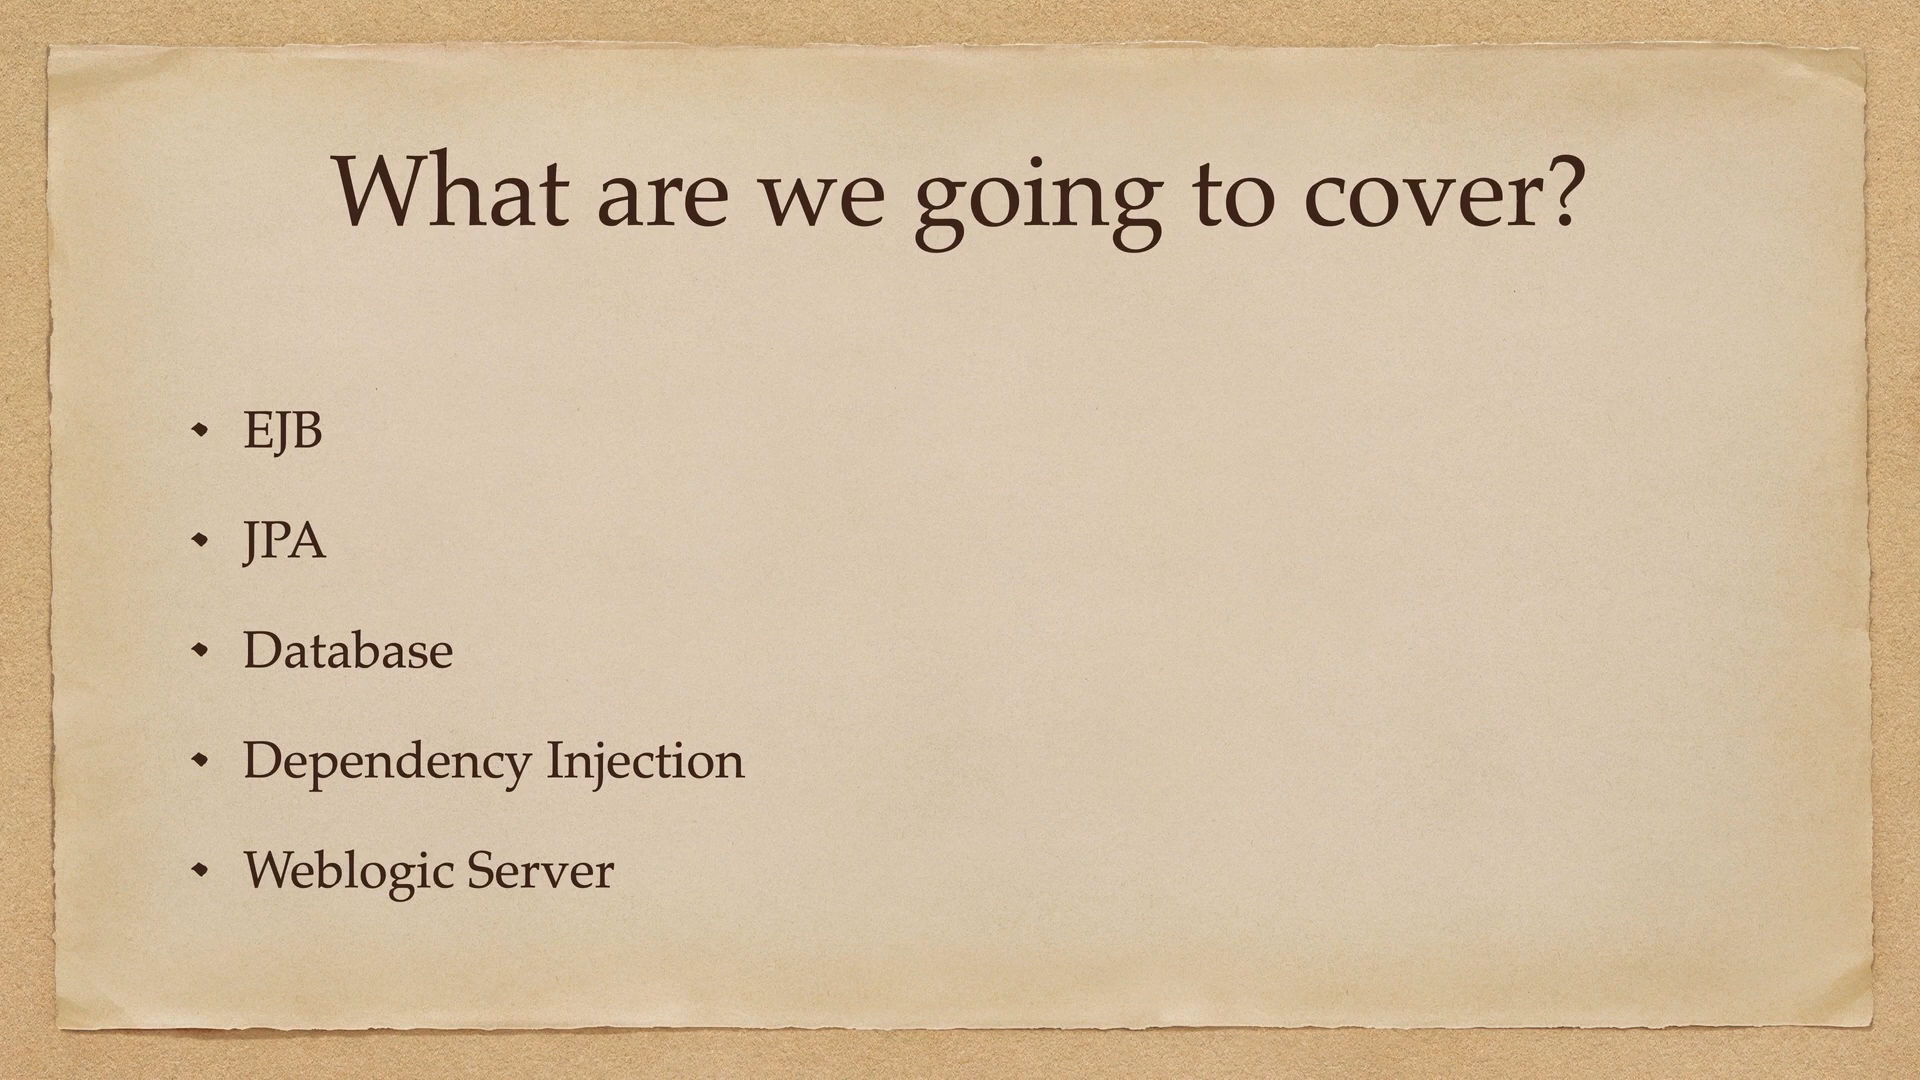 What are we going to cover?
• EJB
• JPA
• Database
• Dependency Injection
• Weblogic Server